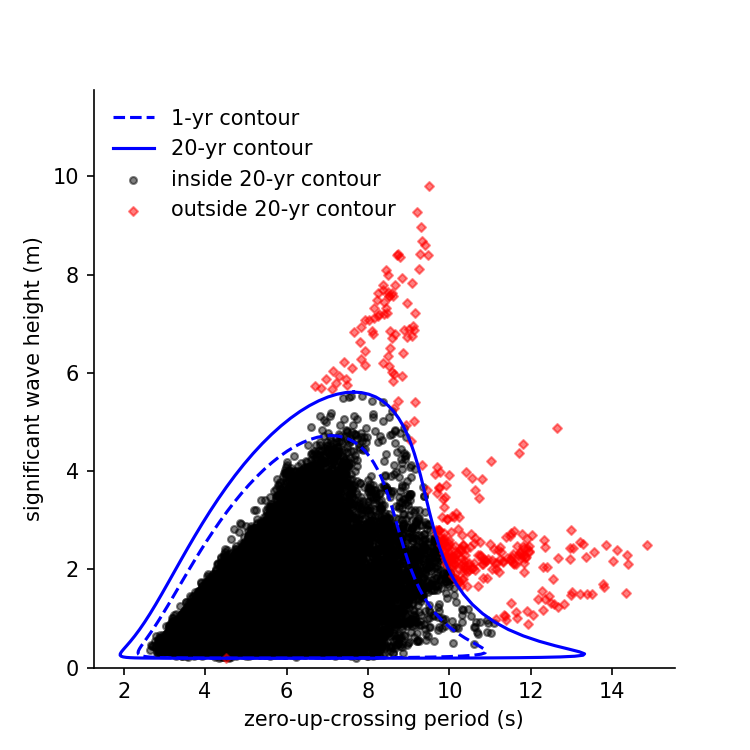 1-yr contour
20-yr contour
inside 20-yr contour
outside 20-yr contour
significant wave height (m)
10
8
6
4
2
0
2 4 6 8 10 12 14
zero-up-crossing period (s)